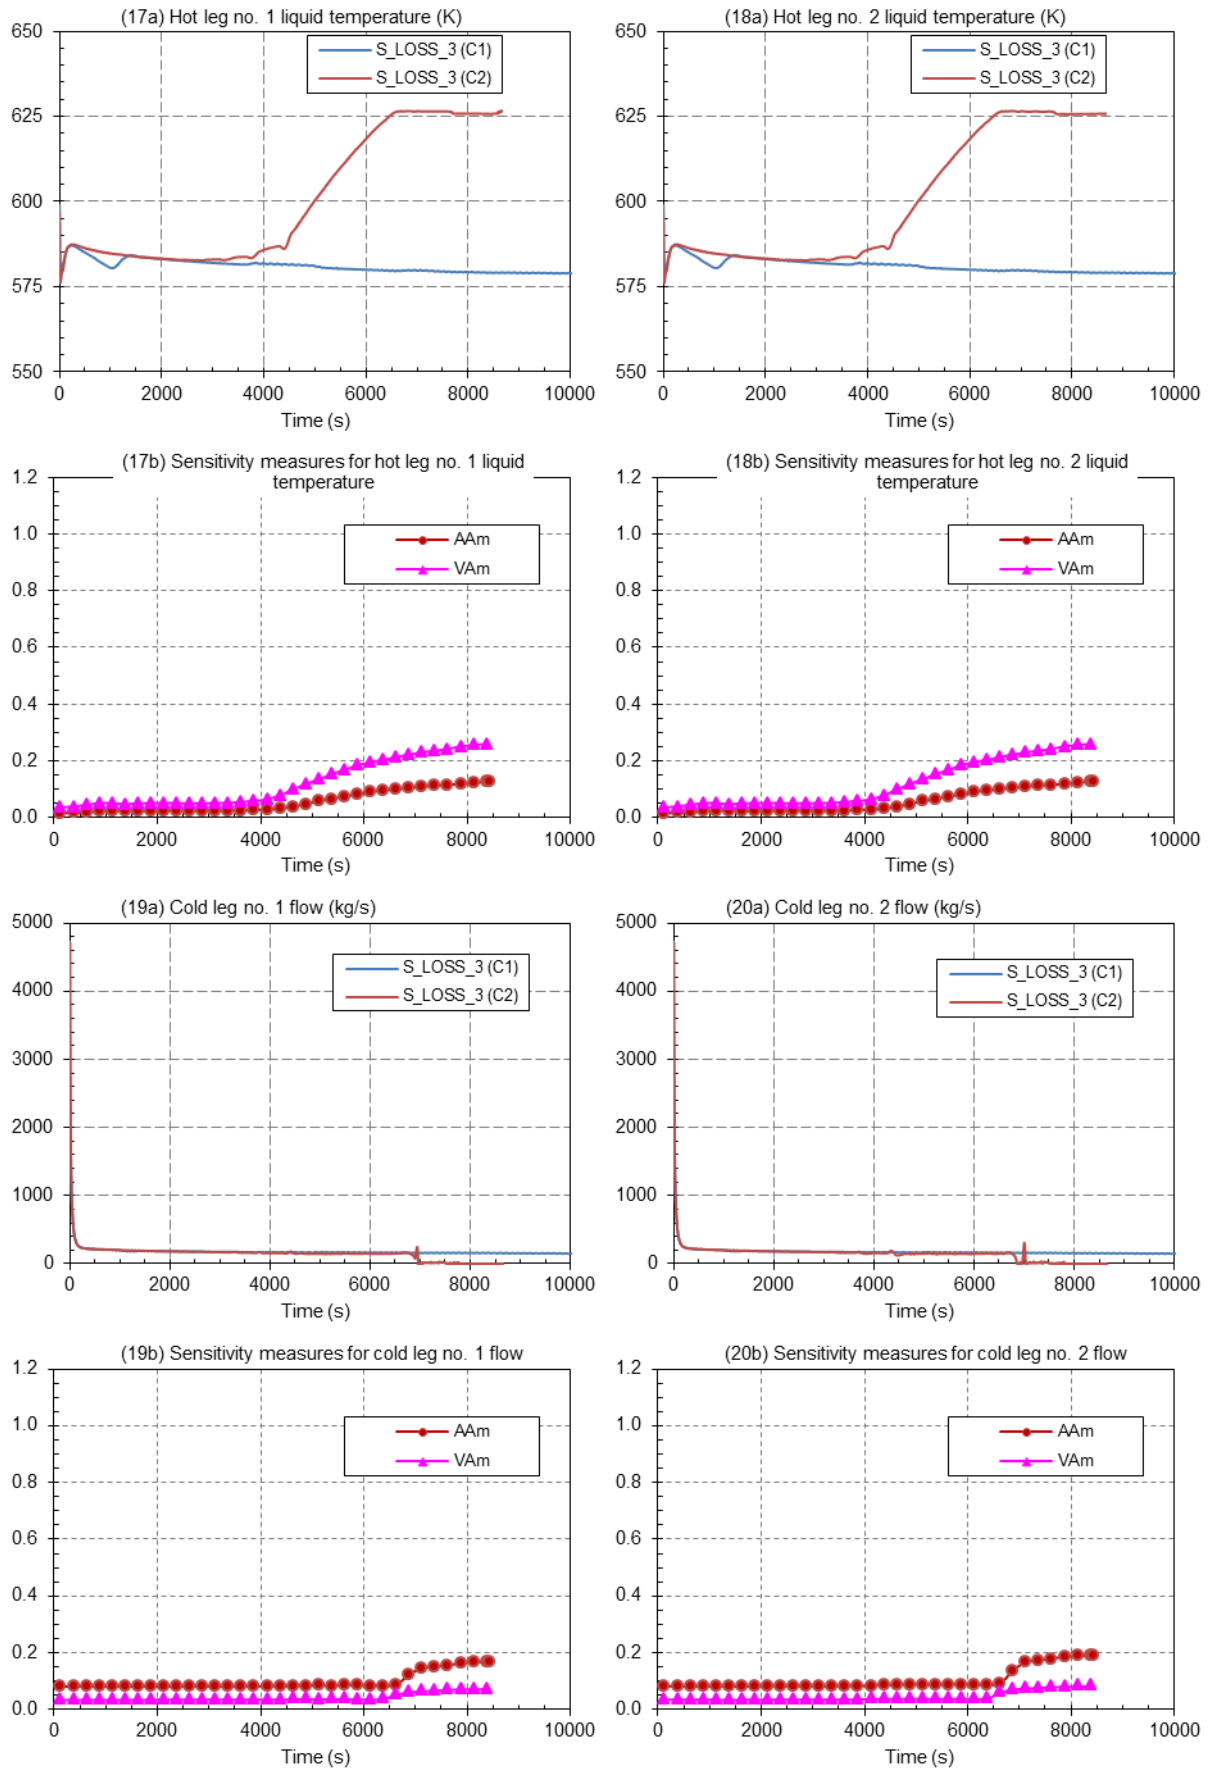 (17a) Hot leg no. 1 liquid temperature (K)
650
625
600
575
550
S_LOSS_3 (C1)
S_LOSS_3 (C2)
0 2000 4000 6000 8000 10000
Time (s)
(18a) Hot leg no. 2 liquid temperature (K)
650
625
600
575
550
S_LOSS_3 (C1)
S_LOSS_3 (C2)
0 2000 4000 6000 8000 10000
Time (s)
(17b) Sensitivity measures for hot leg no. 1 liquid
temperature
1.2
1.0
0.8
0.6
0.4
0.2
0.0
AAm
VAm
0 2000 4000 6000 8000 10000
Time (s)
(18b) Sensitivity measures for hot leg no. 2 liquid
temperature
1.2
1.0
0.8
0.6
0.4
0.2
0.0
AAm
VAm
0 2000 4000 6000 8000 10000
Time (s)
(19a) Cold leg no. 1 flow (kg/s)
5000
4000
3000
2000
1000
0
S_LOSS_3 (C1)
S_LOSS_3 (C2)
0 2000 4000 6000 8000 10000
Time (s)
(20a) Cold leg no. 2 flow (kg/s)
5000
4000
3000
2000
1000
0
S_LOSS_3 (C1)
S_LOSS_3 (C2)
0 2000 4000 6000 8000 10000
Time (s)
(19b) Sensitivity measures for cold leg no. 1 flow
1.2
1.0
0.8
0.6
0.4
0.2
0.0
AAm
VAm
0 2000 4000 6000 8000 10000
Time (s)
(20b) Sensitivity measures for cold leg no. 2 flow
1.2
1.0
0.8
0.6
0.4
0.2
0.0
AAm
VAm
0 2000 4000 6000 8000 10000
Time (s)